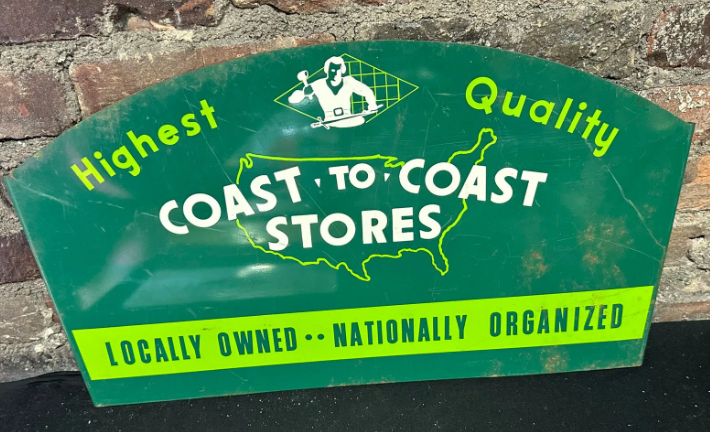 Highest Quality
COAST·TO·COAST
STORES
LOCALLY OWNED·· NATIONALLY ORGANIZED